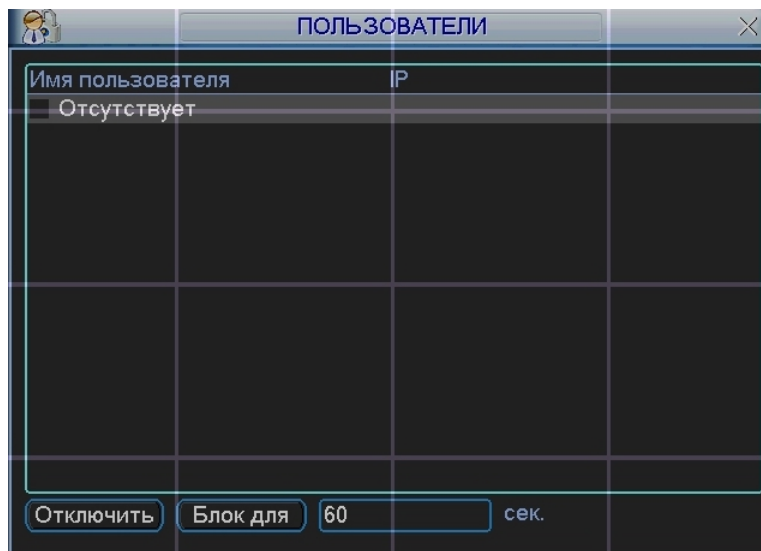 ПОЛЬЗОВАТЕЛИ
Имя пользователя IP
Отсутствует
Отключить Блок для 60 сек.